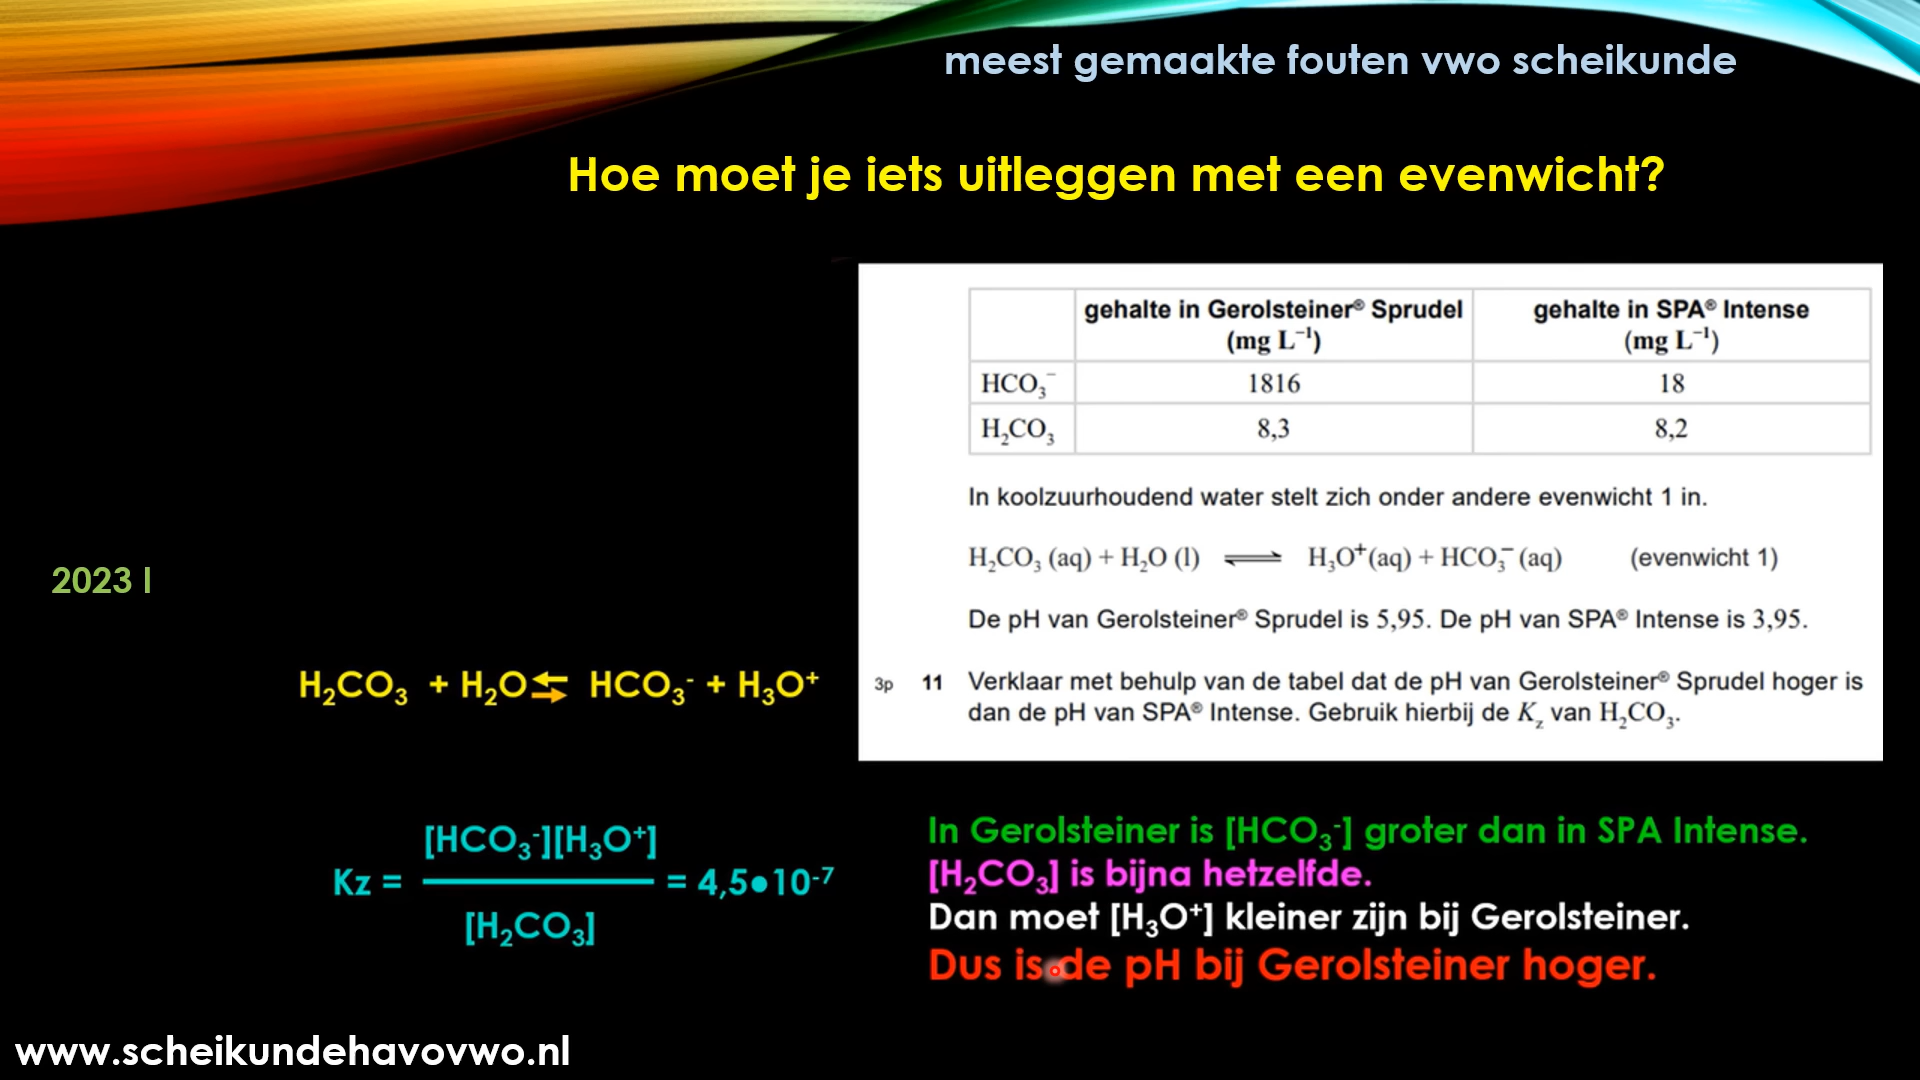 meest gemaakte fouten vwo scheikunde
Hoe moet je iets uitleggen met een evenwicht?
gehalte in Gerolsteiner® Sprudel (mg L⁻¹)
gehalte in SPA® Intense (mg L⁻¹)
HCO₃⁻ 1816 18
H₂CO₃ 8,3 8,2
In koolzuurhoudend water stelt zich onder andere evenwicht 1 in.
H₂CO₃ (aq) + H₂O (l) ⇌ H₃O⁺(aq) + HCO₃⁻ (aq) (evenwicht 1)
De pH van Gerolsteiner® Sprudel is 5,95. De pH van SPA® Intense is 3,95.
3p 11 Verklaar met behulp van de tabel dat de pH van Gerolsteiner® Sprudel hoger is
dan de pH van SPA® Intense. Gebruik hierbij de K_z van H₂CO₃.
2023 I
H₂CO₃ + H₂O ⇆ HCO₃⁻ + H₃O⁺
[HCO₃⁻][H₃O⁺]
Kz = = 4,5●10⁻⁷
[H₂CO₃]
In Gerolsteiner is [HCO₃⁻] groter dan in SPA Intense.
[H₂CO₃] is bijna hetzelfde.
Dan moet [H₃O⁺] kleiner zijn bij Gerolsteiner.
Dus is de pH bij Gerolsteiner hoger.
www.scheikundehavovwo.nl